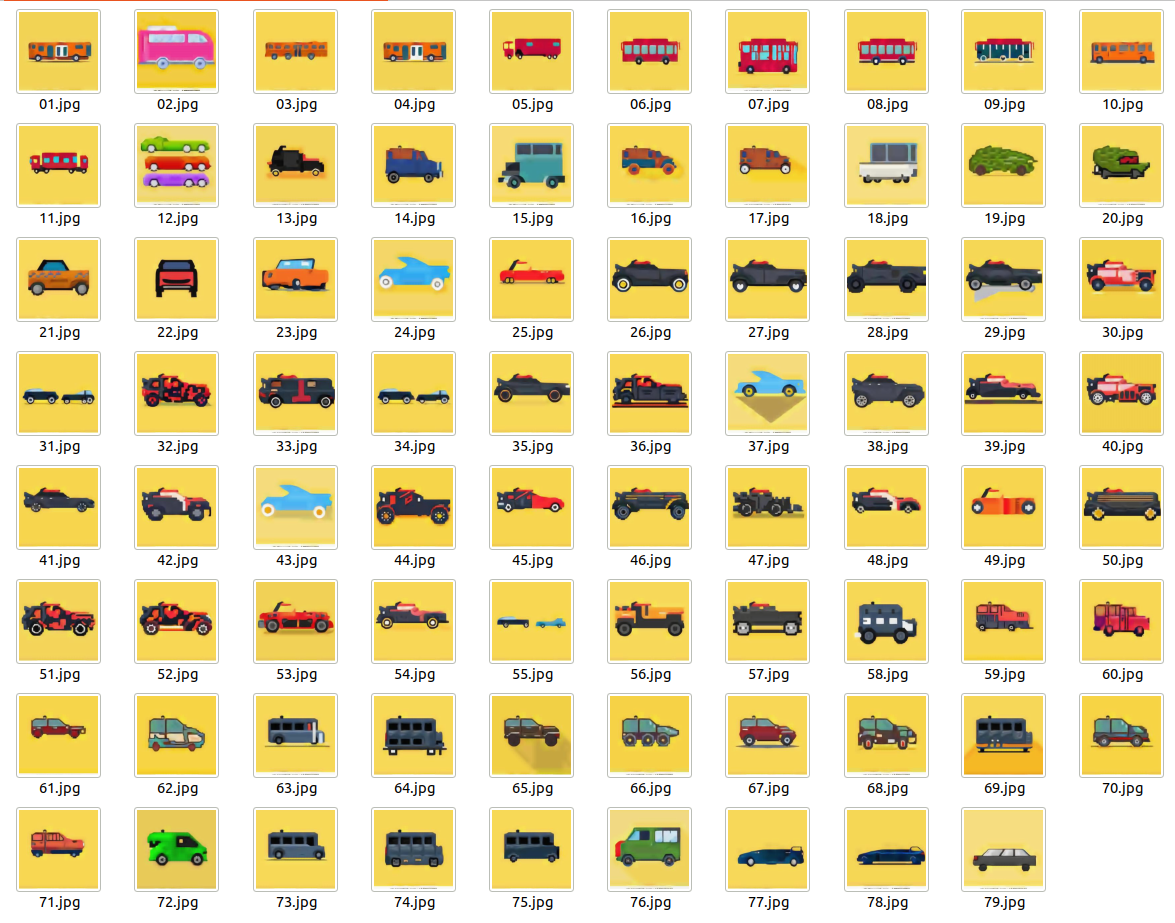 01.jpg 02.jpg 03.jpg 04.jpg 05.jpg 06.jpg 07.jpg 08.jpg 09.jpg 10.jpg
11.jpg 12.jpg 13.jpg 14.jpg 15.jpg 16.jpg 17.jpg 18.jpg 19.jpg 20.jpg
21.jpg 22.jpg 23.jpg 24.jpg 25.jpg 26.jpg 27.jpg 28.jpg 29.jpg 30.jpg
31.jpg 32.jpg 33.jpg 34.jpg 35.jpg 36.jpg 37.jpg 38.jpg 39.jpg 40.jpg
41.jpg 42.jpg 43.jpg 44.jpg 45.jpg 46.jpg 47.jpg 48.jpg 49.jpg 50.jpg
51.jpg 52.jpg 53.jpg 54.jpg 55.jpg 56.jpg 57.jpg 58.jpg 59.jpg 60.jpg
61.jpg 62.jpg 63.jpg 64.jpg 65.jpg 66.jpg 67.jpg 68.jpg 69.jpg 70.jpg
71.jpg 72.jpg 73.jpg 74.jpg 75.jpg 76.jpg 77.jpg 78.jpg 79.jpg